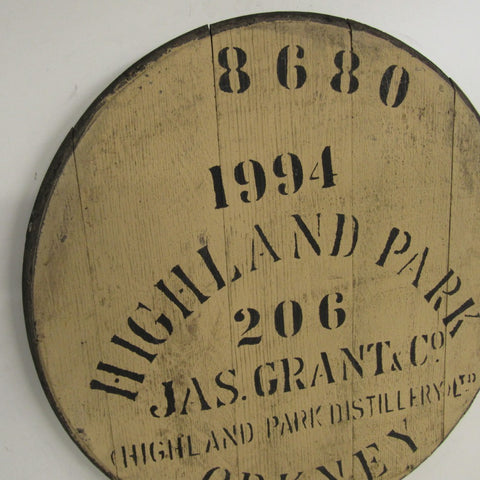 8680
1994
HIGHLAND PARK
206
JAS. GRANT & Co.
(HIGHLAND PARK DISTILLERY) LTD
ORKNEY